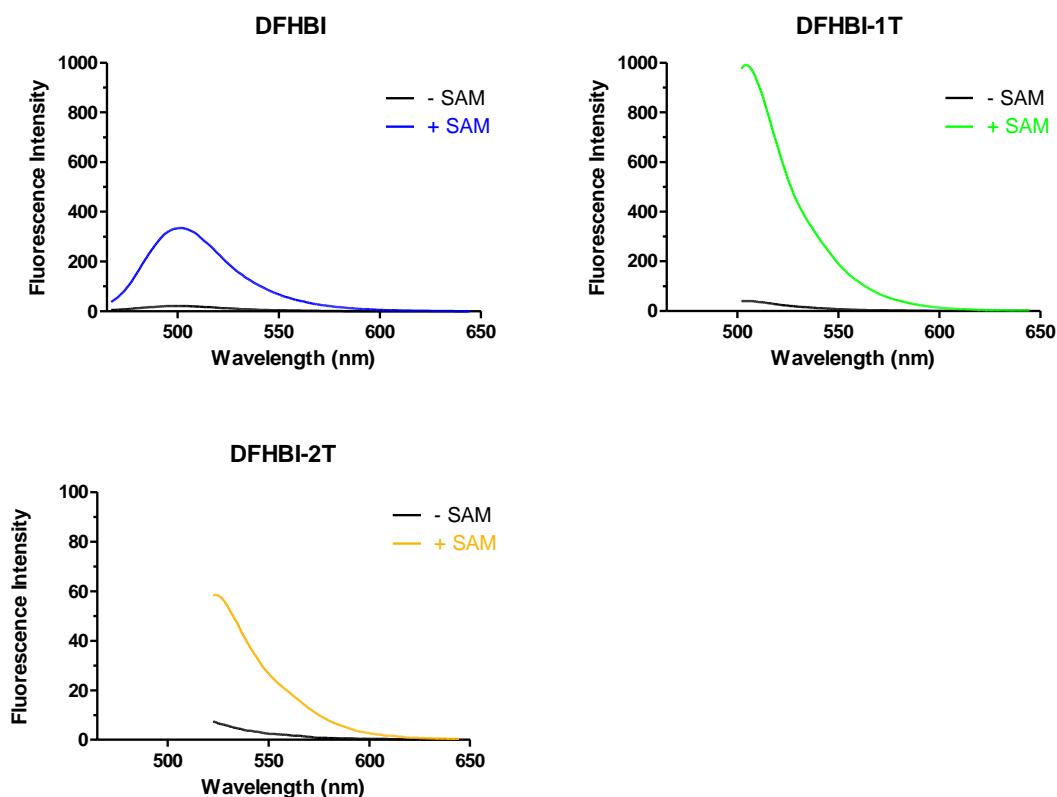 DFHBI
1000
800
600
400
200
0
Fluorescence Intensity
- SAM
+ SAM
500 550 600 650
Wavelength (nm)
DFHBI-1T
1000
800
600
400
200
0
Fluorescence Intensity
- SAM
+ SAM
500 550 600 650
Wavelength (nm)
DFHBI-2T
100
80
60
40
20
0
Fluorescence Intensity
- SAM
+ SAM
500 550 600 650
Wavelength (nm)